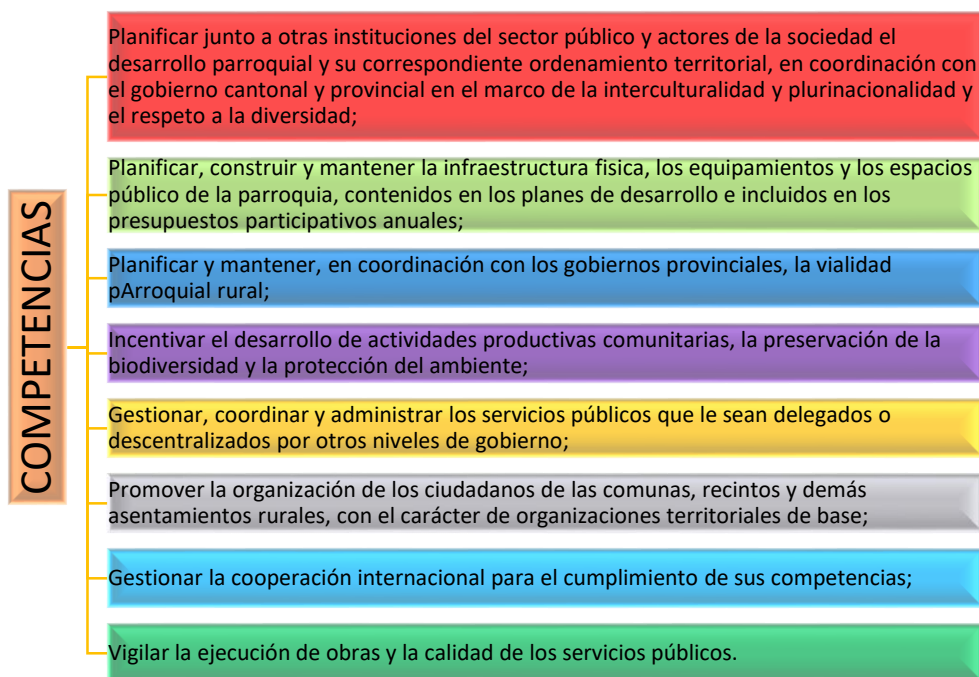 COMPETENCIAS
Planificar junto a otras instituciones del sector público y actores de la sociedad el
desarrollo parroquial y su correspondiente ordenamiento territorial, en coordinación con
el gobierno cantonal y provincial en el marco de la interculturalidad y plurinacionalidad y
el respeto a la diversidad;
Planificar, construir y mantener la infraestructura fisica, los equipamientos y los espacios
público de la parroquia, contenidos en los planes de desarrollo e incluidos en los
presupuestos participativos anuales;
Planificar y mantener, en coordinación con los gobiernos provinciales, la vialidad
pArroquial rural;
Incentivar el desarrollo de actividades productivas comunitarias, la preservación de la
biodiversidad y la protección del ambiente;
Gestionar, coordinar y administrar los servicios públicos que le sean delegados o
descentralizados por otros niveles de gobierno;
Promover la organización de los ciudadanos de las comunas, recintos y demás
asentamientos rurales, con el carácter de organizaciones territoriales de base;
Gestionar la cooperación internacional para el cumplimiento de sus competencias;
Vigilar la ejecución de obras y la calidad de los servicios públicos.